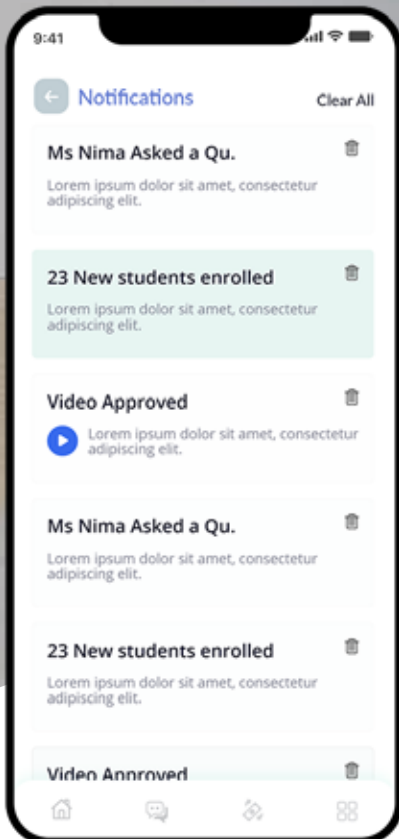 9:41
Notifications
Clear All
Ms Nima Asked a Qu.
Lorem ipsum dolor sit amet, consectetur
adipiscing elit.
23 New students enrolled
Lorem ipsum dolor sit amet, consectetur
adipiscing elit.
Video Approved
Lorem ipsum dolor sit amet, consectetur
adipiscing elit.
Ms Nima Asked a Qu.
Lorem ipsum dolor sit amet, consectetur
adipiscing elit.
23 New students enrolled
Lorem ipsum dolor sit amet, consectetur
adipiscing elit.
Video Approved